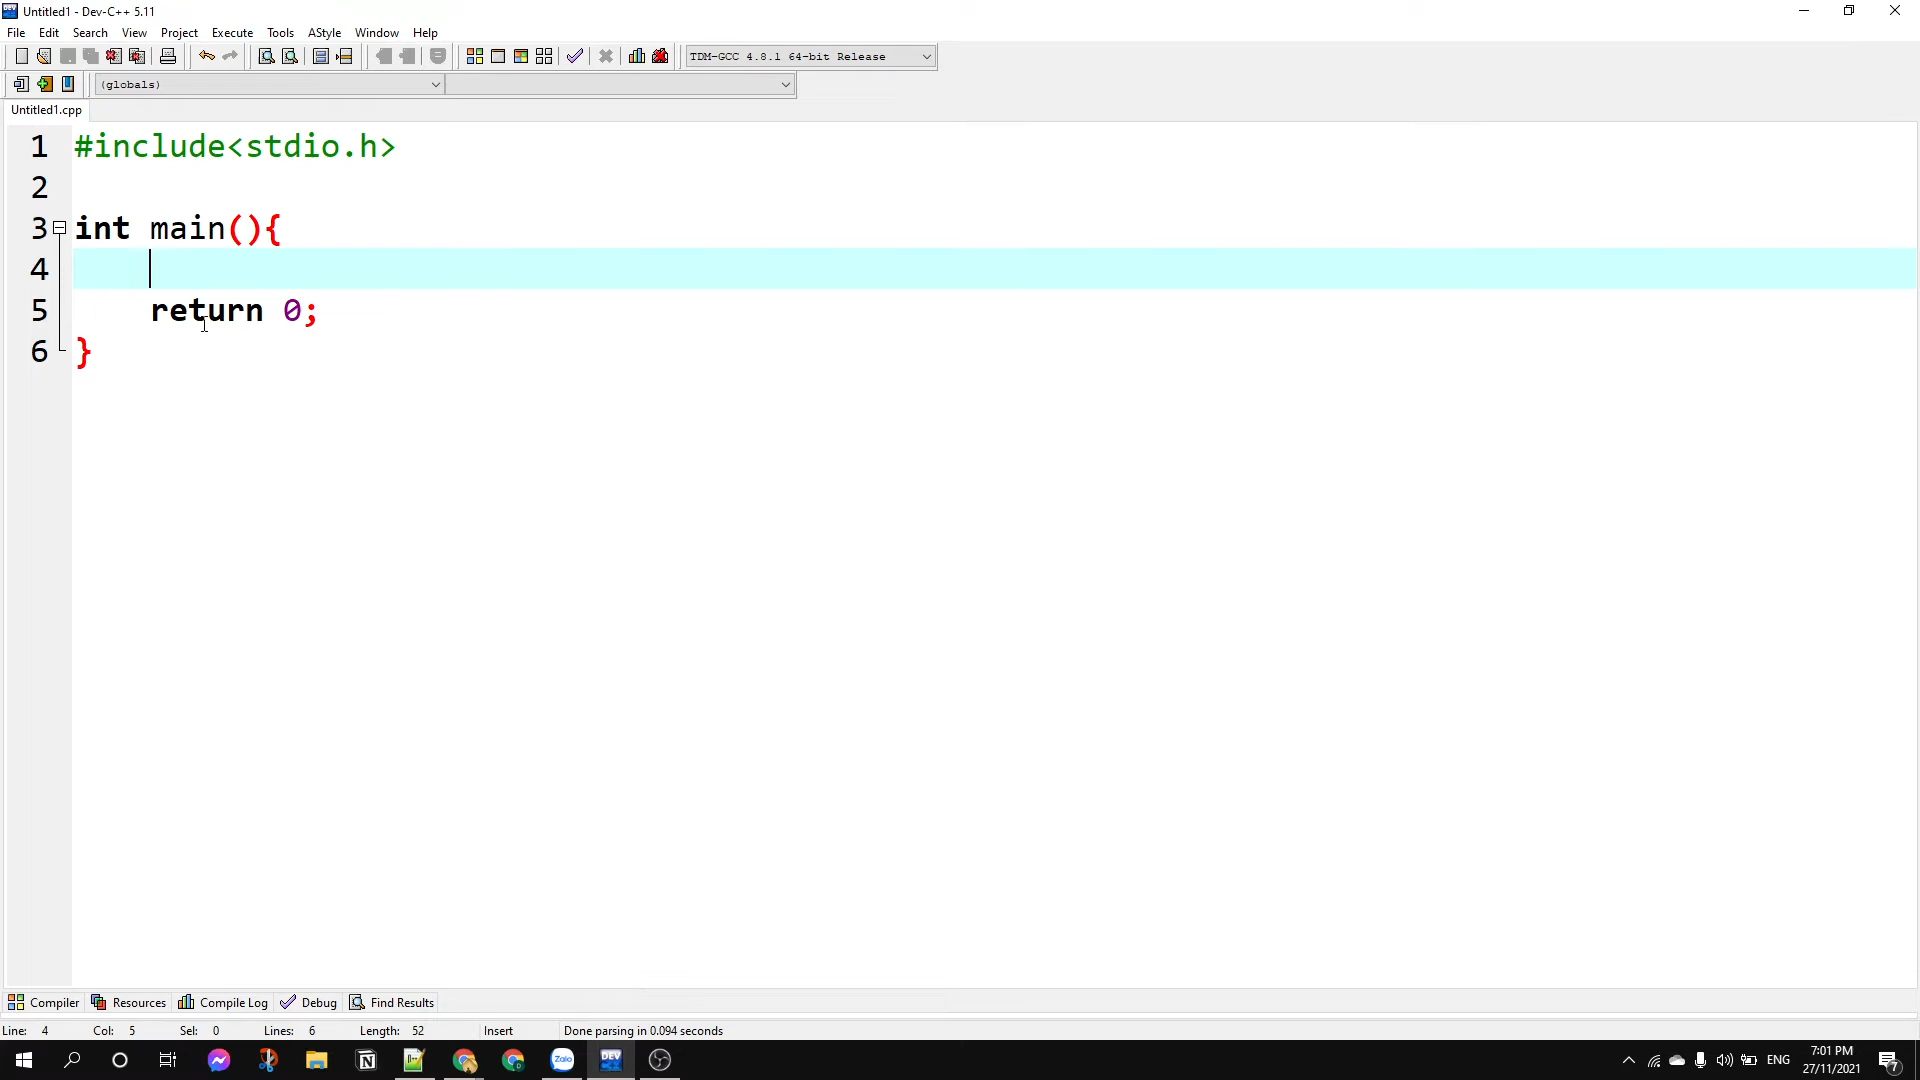 Untitled1 - Dev-C++ 5.11
File Edit Search View Project Execute Tools AStyle Window Help
TDM-GCC 4.8.1 64-bit Release
(globals)
Untitled1.cpp
1 #include<stdio.h>
2
3 int main(){
4
5 return 0;
6 }
Compiler Resources Compile Log Debug Find Results
Line: 4 Col: 5 Sel: 0 Lines: 6 Length: 52 Insert Done parsing in 0.094 seconds
N Zalo DEV ENG 7:01 PM
27/11/2021 7